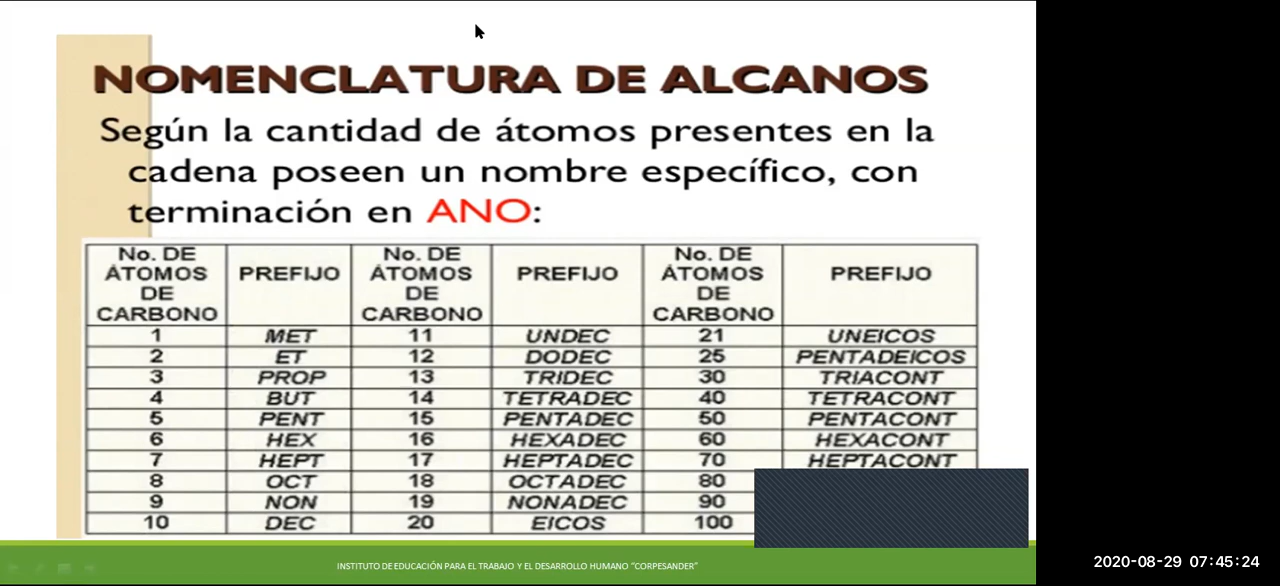 NOMENCLATURA DE ALCANOS
Según la cantidad de átomos presentes en la
cadena poseen un nombre específico, con
terminación en ANO:
No. DE ÁTOMOS DE CARBONO PREFIJO No. DE ÁTOMOS DE CARBONO PREFIJO No. DE ÁTOMOS DE CARBONO PREFIJO
1 MET 11 UNDEC 21 UNEICOS
2 ET 12 DODEC 25 PENTADEICOS
3 PROP 13 TRIDEC 30 TRIACONT
4 BUT 14 TETRADEC 40 TETRACONT
5 PENT 15 PENTADEC 50 PENTACONT
6 HEX 16 HEXADEC 60 HEXACONT
7 HEPT 17 HEPTADEC 70 HEPTACONT
8 OCT 18 OCTADEC 80
9 NON 19 NONADEC 90
10 DEC 20 EICOS 100
INSTITUTO DE EDUCACIÓN PARA EL TRABAJO Y EL DESARROLLO HUMANO "CORPESANDER"
2020-08-29 07:45:24